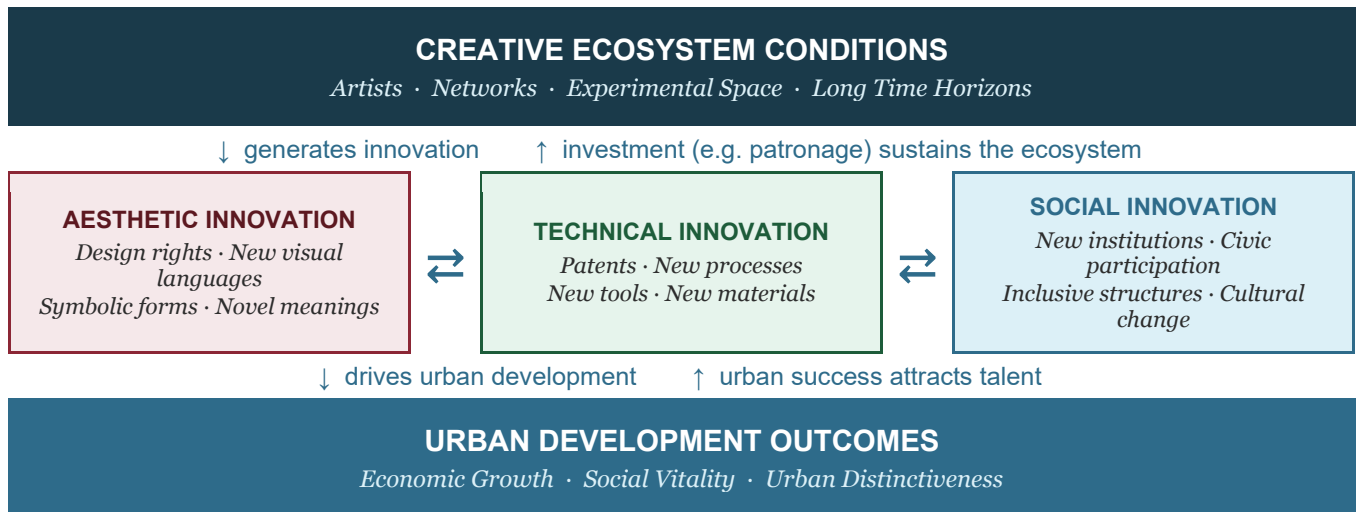 CREATIVE ECOSYSTEM CONDITIONS
Artists · Networks · Experimental Space · Long Time Horizons
↓ generates innovation ↑ investment (e.g. patronage) sustains the ecosystem
AESTHETIC INNOVATION
Design rights · New visual
languages
Symbolic forms · Novel meanings
⇄
TECHNICAL INNOVATION
Patents · New processes
New tools · New materials
⇄
SOCIAL INNOVATION
New institutions · Civic
participation
Inclusive structures · Cultural
change
↓ drives urban development ↑ urban success attracts talent
URBAN DEVELOPMENT OUTCOMES
Economic Growth · Social Vitality · Urban Distinctiveness